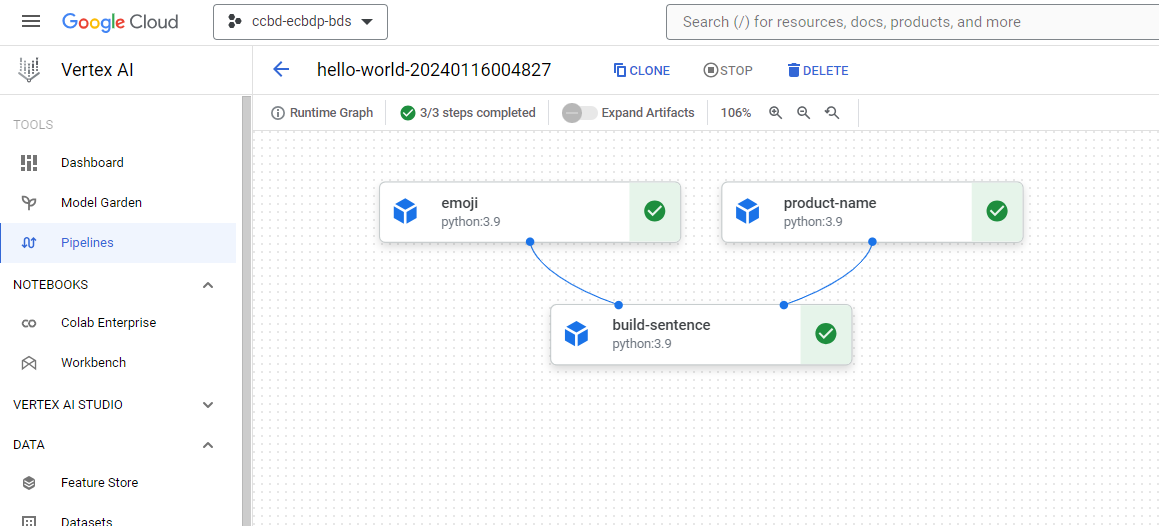 Google Cloud
ccbd-ecbdp-bds
Search (/) for resources, docs, products, and more
Vertex AI
hello-world-20240116004827
CLONE
STOP
DELETE
Runtime Graph
3/3 steps completed
Expand Artifacts
106%
TOOLS
Dashboard
Model Garden
Pipelines
NOTEBOOKS
Colab Enterprise
Workbench
VERTEX AI STUDIO
DATA
Feature Store
Datasets
emoji
python:3.9
product-name
python:3.9
build-sentence
python:3.9